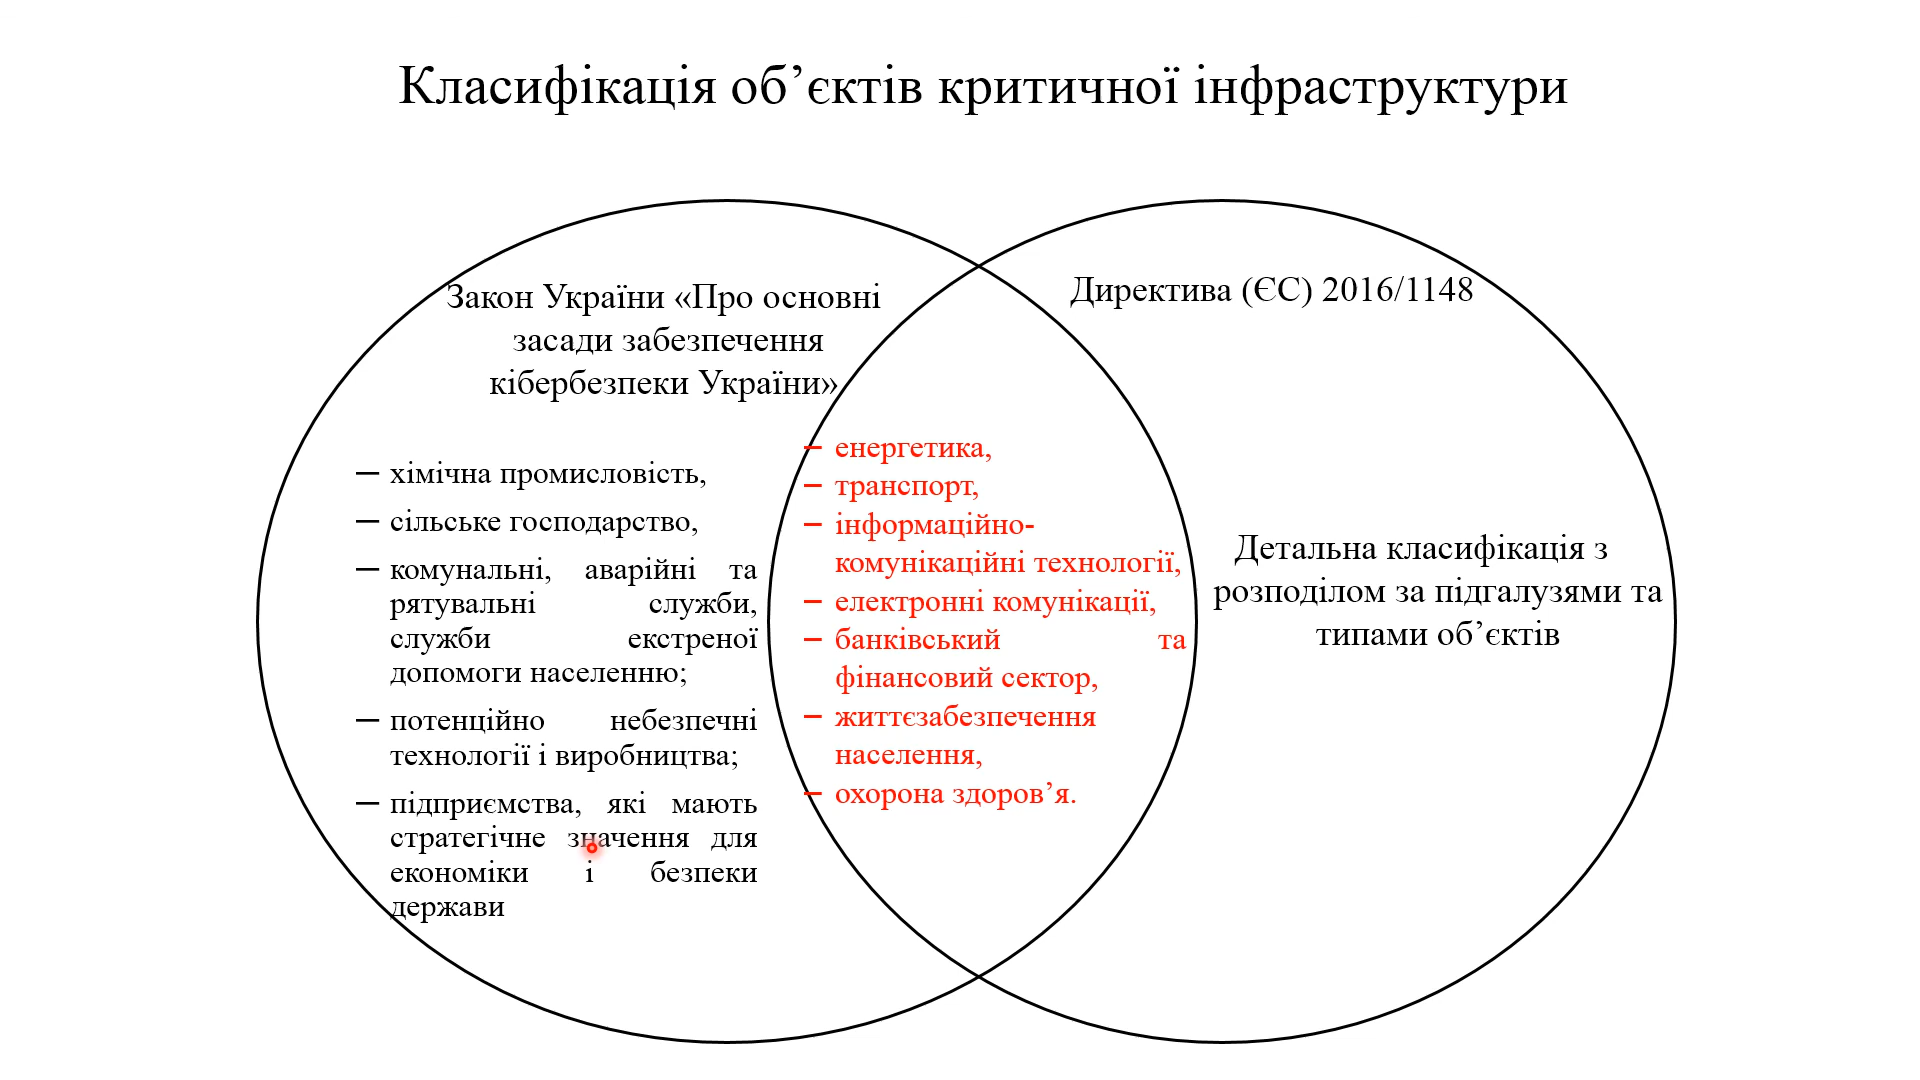 Класифікація об’єктів критичної інфраструктури
Закон України «Про основні
засади забезпечення
кібербезпеки України»
– хімічна промисловість,
– сільське господарство,
– комунальні, аварійні та
рятувальні служби,
служби екстреної
допомоги населенню;
– потенційно небезпечні
технології і виробництва;
– підприємства, які мають
стратегічне значення для
економіки і безпеки
держави
– енергетика,
– транспорт,
– інформаційно-
комунікаційні технології,
– електронні комунікації,
– банківський та
фінансовий сектор,
– життєзабезпечення
населення,
– охорона здоров’я.
Директива (ЄС) 2016/1148
Детальна класифікація з
розподілом за підгалузями та
типами об’єктів